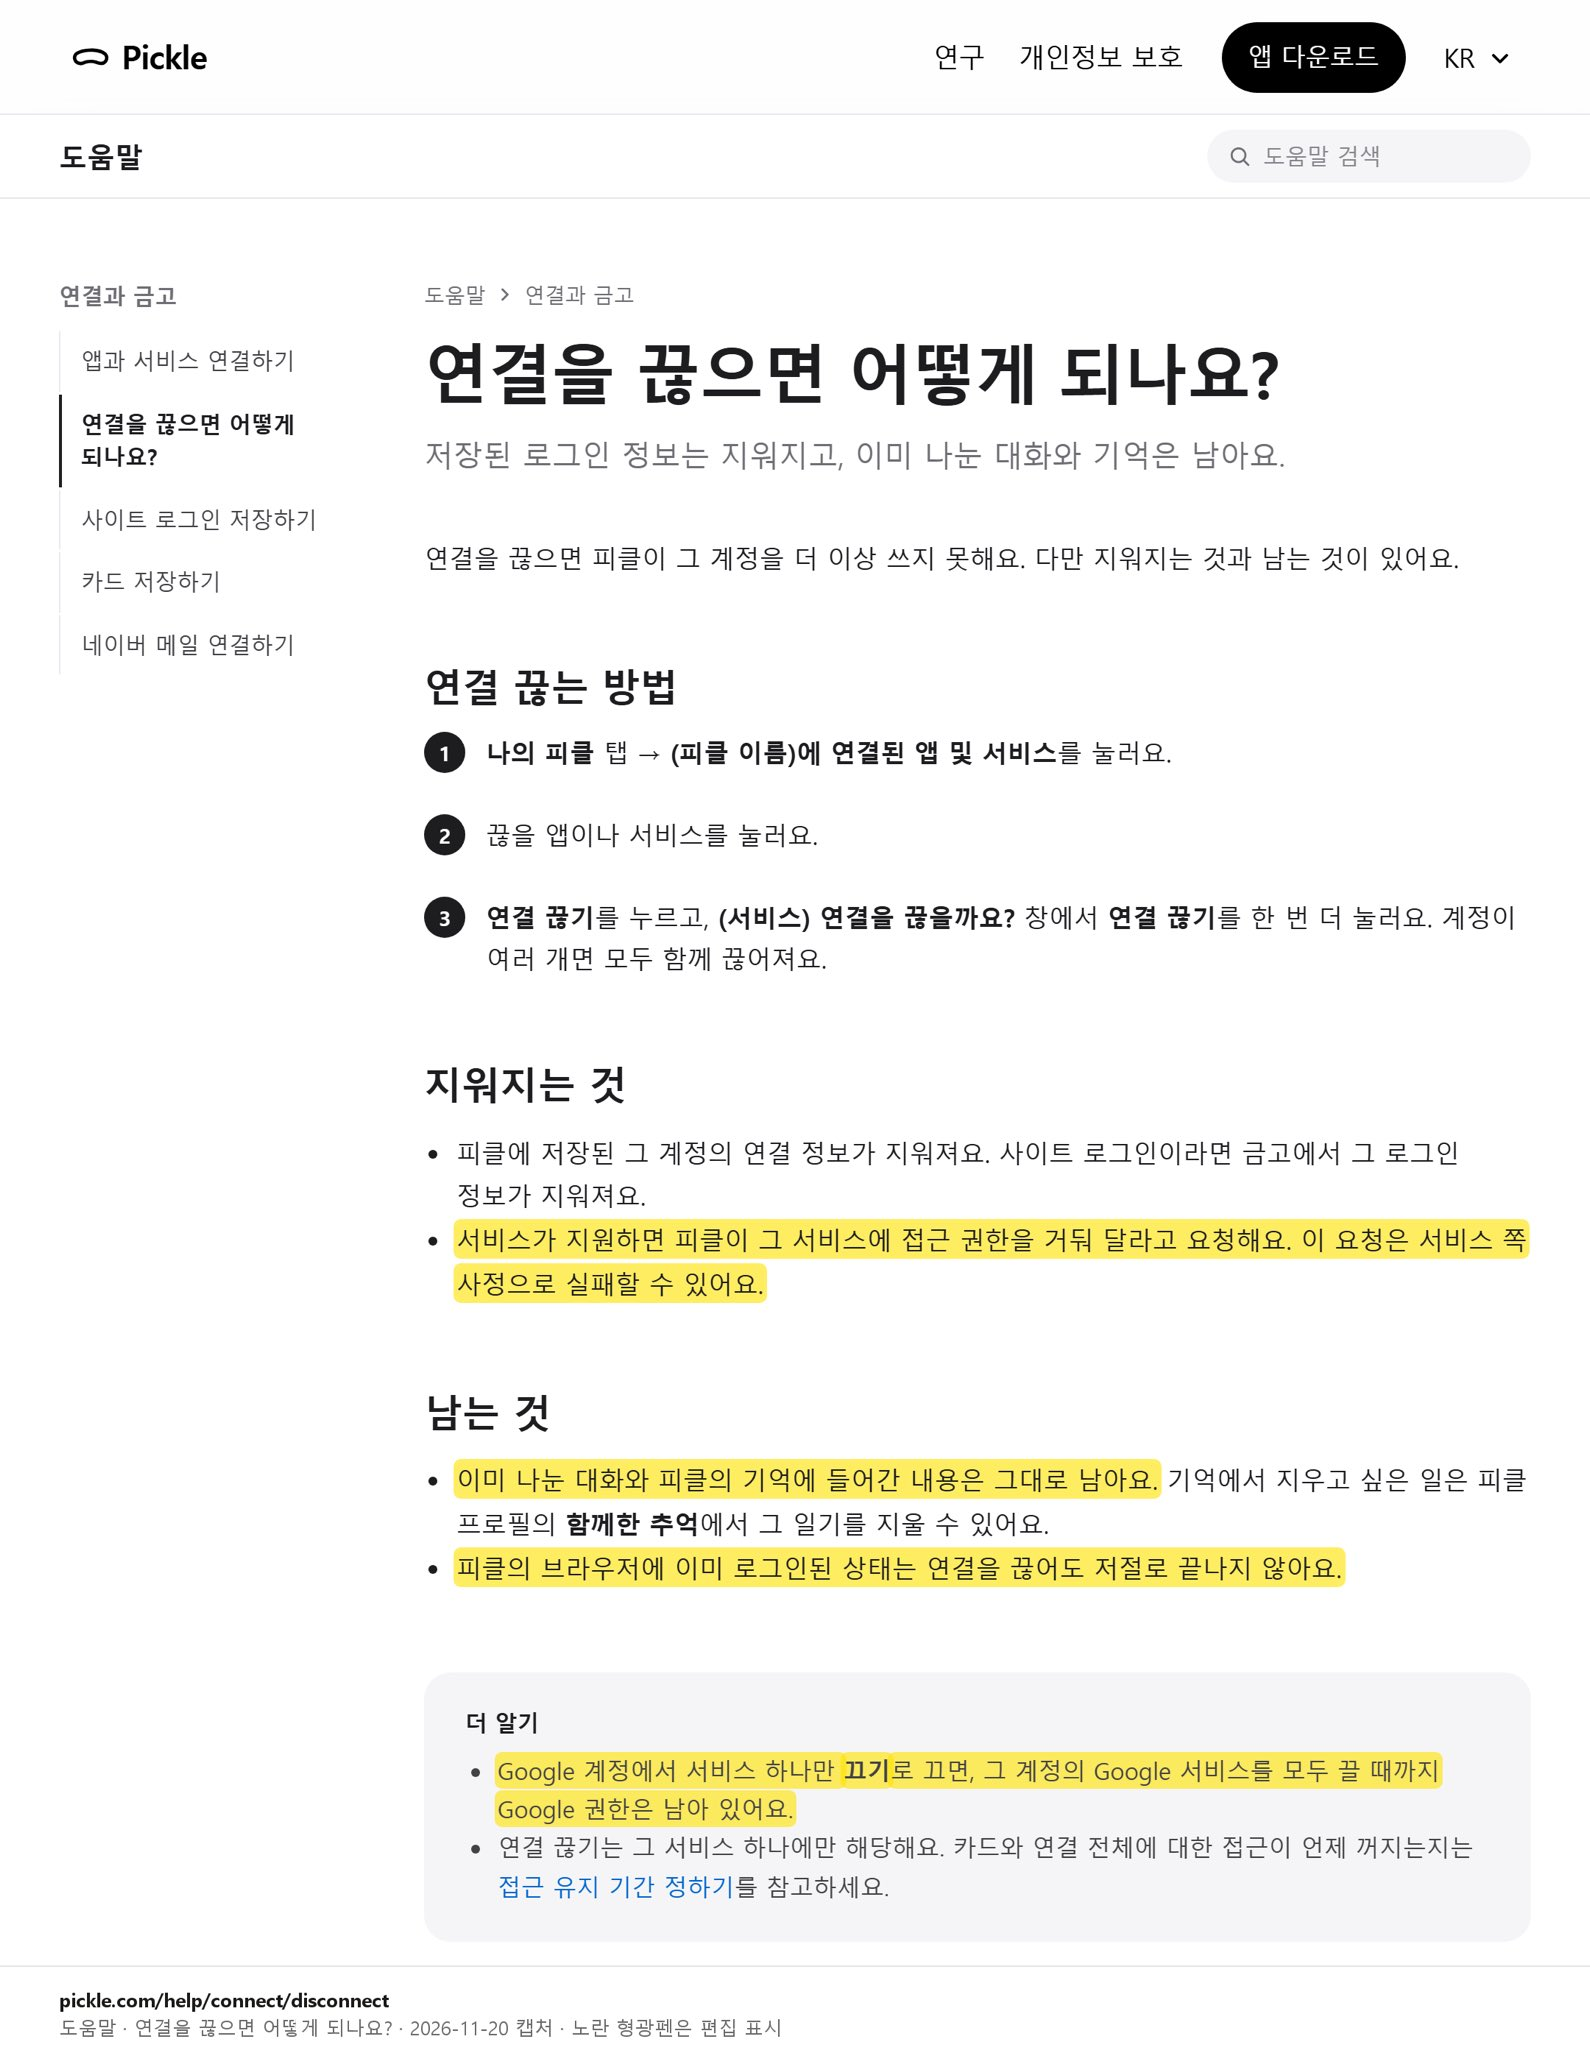 Pickle
연구 개인정보 보호 앱 다운로드 KR
도움말
도움말 검색
연결과 금고
앱과 서비스 연결하기
연결을 끊으면 어떻게
되나요?
사이트 로그인 저장하기
카드 저장하기
네이버 메일 연결하기
도움말 > 연결과 금고
연결을 끊으면 어떻게 되나요?
저장된 로그인 정보는 지워지고, 이미 나눈 대화와 기억은 남아요.
연결을 끊으면 피클이 그 계정을 더 이상 쓰지 못해요. 다만 지워지는 것과 남는 것이 있어요.
연결 끊는 방법
1 나의 피클 탭 → (피클 이름)에 연결된 앱 및 서비스를 눌러요.
2 끊을 앱이나 서비스를 눌러요.
3 연결 끊기를 누르고, (서비스) 연결을 끊을까요? 창에서 연결 끊기를 한 번 더 눌러요. 계정이
여러 개면 모두 함께 끊어져요.
지워지는 것
• 피클에 저장된 그 계정의 연결 정보가 지워져요. 사이트 로그인이라면 금고에서 그 로그인
정보가 지워져요.
• 서비스가 지원하면 피클이 그 서비스에 접근 권한을 거둬 달라고 요청해요. 이 요청은 서비스 쪽
사정으로 실패할 수 있어요.
남는 것
• 이미 나눈 대화와 피클의 기억에 들어간 내용은 그대로 남아요. 기억에서 지우고 싶은 일은 피클
프로필의 함께한 추억에서 그 일기를 지울 수 있어요.
• 피클의 브라우저에 이미 로그인된 상태는 연결을 끊어도 저절로 끝나지 않아요.
더 알기
• Google 계정에서 서비스 하나만 끄기로 끄면, 그 계정의 Google 서비스를 모두 끌 때까지
Google 권한은 남아 있어요.
• 연결 끊기는 그 서비스 하나에만 해당해요. 카드와 연결 전체에 대한 접근이 언제 꺼지는지는
접근 유지 기간 정하기를 참고하세요.
pickle.com/help/connect/disconnect
도움말 · 연결을 끊으면 어떻게 되나요? · 2026-11-20 캡처 · 노란 형광펜은 편집 표시